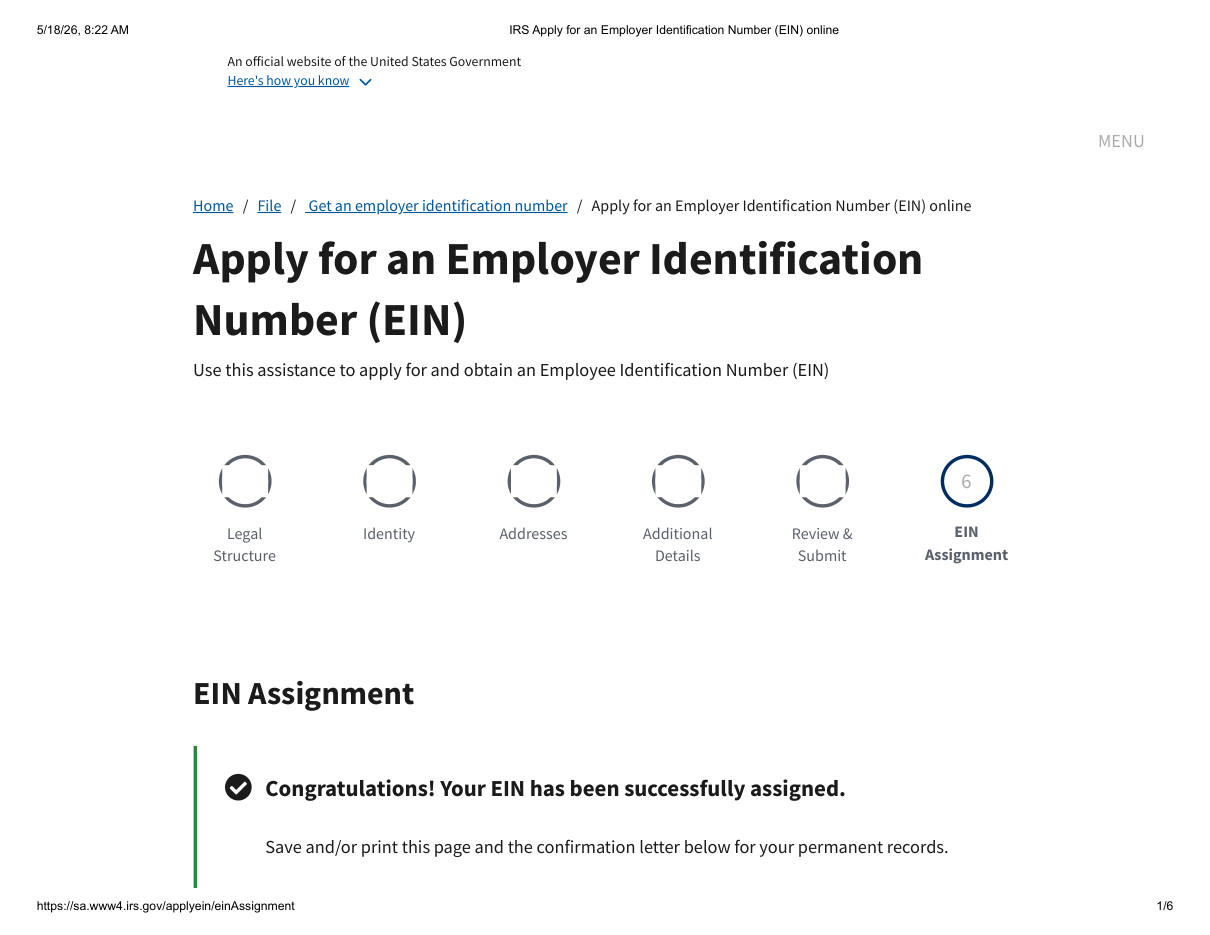 5/18/26, 8:22 AM
IRS Apply for an Employer Identification Number (EIN) online
An official website of the United States Government
Here's how you know
MENU
Home / File / Get an employer identification number / Apply for an Employer Identification Number (EIN) online
Apply for an Employer Identification
Number (EIN)
Use this assistance to apply for and obtain an Employee Identification Number (EIN)
6
Legal
Structure
Identity
Addresses
Additional
Details
Review &
Submit
EIN
Assignment
EIN Assignment
Congratulations! Your EIN has been successfully assigned.
Save and/or print this page and the confirmation letter below for your permanent records.
https://sa.www4.irs.gov/applyein/einAssignment
1/6